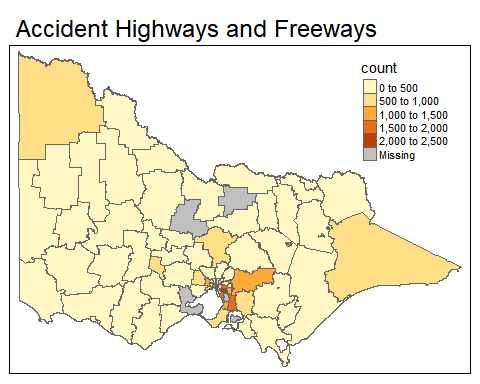 Accident Highways and Freeways
count
0 to 500
500 to 1,000
1,000 to 1,500
1,500 to 2,000
2,000 to 2,500
Missing